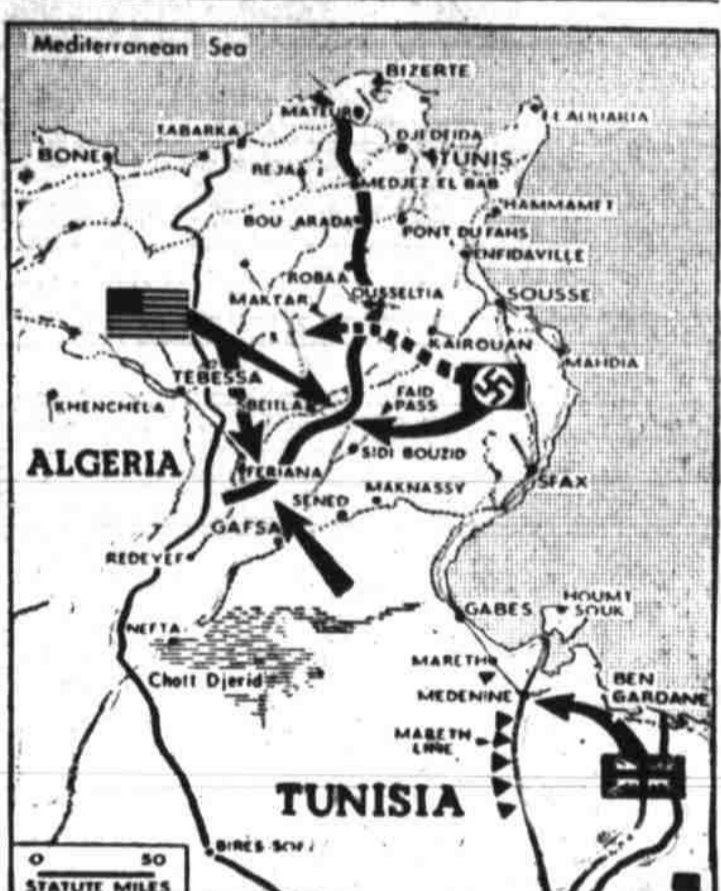 Mediterranean Sea
BIZERTE
MATEUR
TABARKA
DJEDEIDA
BONE
TUNIS
BEJA
MEDJEZ EL BAB
HAMMAMET
BOU ARADA
PONT DU FAHS
ENFIDAVILLE
ROBAA
OUSSELTIA
MAKTAR
SOUSSE
KAIROUAN
MAHDIA
TEBESSA
FAID
PASS
KHENCHELA
BEITLA
SIDI BOUZID
ALGERIA
FERIANA
SFAX
MAKNASSY
SENED
GAFSA
REDEYEF
HOUMT
SOUK
GABES
NEFTA
MARETH
BEN
GARDANE
Chott Djerid
MEDENINE
MARETH
LINE
TUNISIA
0 50
STATUTE MILES